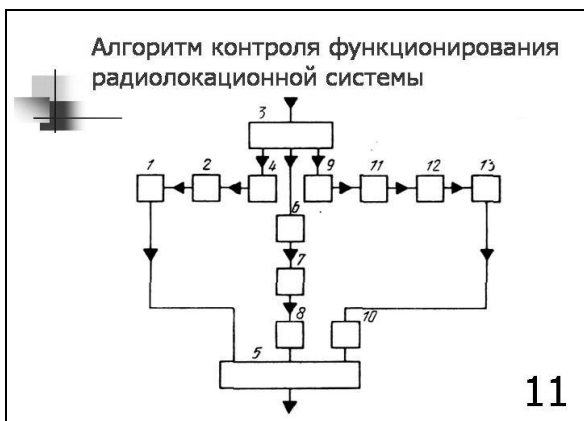 Алгоритм контроля функционирования
радиолокационной системы
3
1 2 4 9 11 12 13
6
7
8 10
5
11